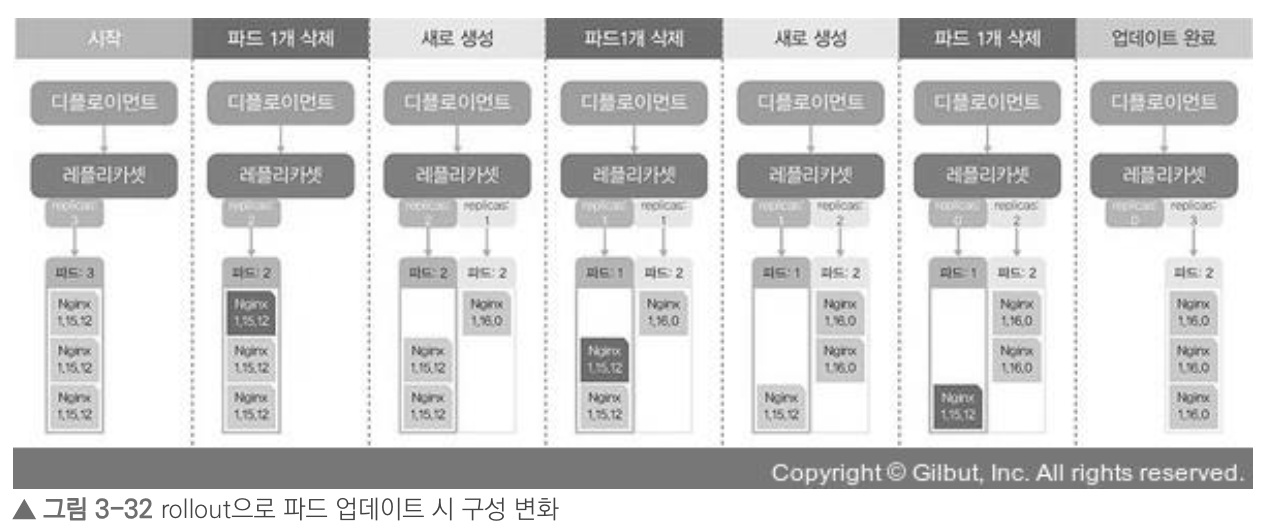 시작 파드 1개 삭제 새로 생성 파드1개 삭제 새로 생성 파드 1개 삭제 업데이트 완료
디플로이먼트 디플로이먼트 디플로이먼트 디플로이먼트 디플로이먼트 디플로이먼트 디플로이먼트
레플리카셋 레플리카셋 레플리카셋 레플리카셋 레플리카셋 레플리카셋 레플리카셋
replicas: replicas: replicas: replicas: replicas: replicas: replicas: replicas: replicas: replicas: replicas: replicas:
3 2 2 1 1 1 1 2 0 2 0 3
파드: 3 파드: 2 파드: 2 파드: 2 파드: 1 파드: 2 파드: 1 파드: 2 파드: 1 파드: 2 파드: 2
Nginx Nginx Nginx Nginx Nginx Nginx Nginx
1.15.12 1.15.12 1.16.0 1.16.0 1.16.0 1.16.0 1.16.0
Nginx Nginx Nginx Nginx Nginx Nginx Nginx
1.15.12 1.15.12 1.15.12 1.15.12 1.16.0 1.16.0 1.16.0
Nginx Nginx Nginx Nginx Nginx Nginx Nginx
1.15.12 1.15.12 1.15.12 1.15.12 1.15.12 1.15.12 1.16.0
Copyright © Gilbut, Inc. All rights reserved.
▲ 그림 3-32 rollout으로 파드 업데이트 시 구성 변화